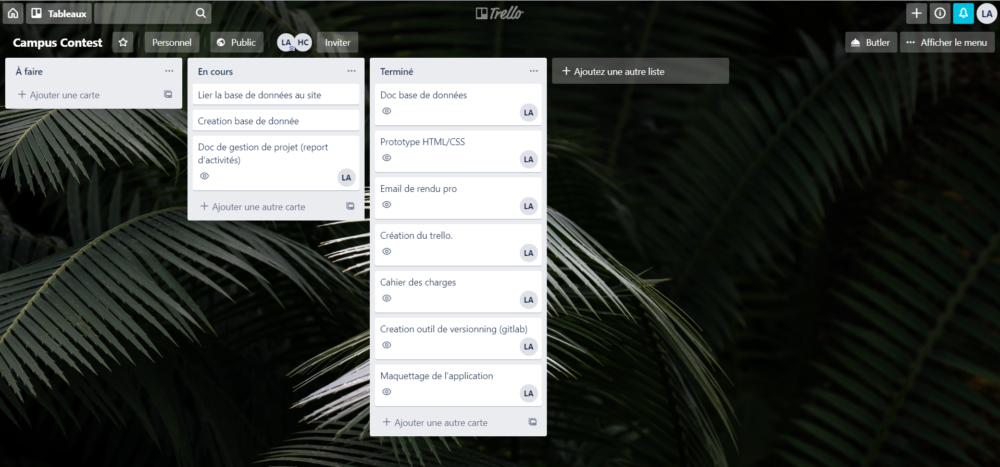 Tableaux
Trello
LA
Campus Contest
Personnel
Public
LA
HC
Inviter
Butler
Afficher le menu
À faire
Ajouter une carte
En cours
Lier la base de données au site
Creation base de donnée
Doc de gestion de projet (report
d'activités)
LA
Ajouter une autre carte
Terminé
Doc base de données
LA
Prototype HTML/CSS
LA
Email de rendu pro
LA
Création du trello.
LA
Cahier des charges
LA
Creation outil de versionning (gitlab)
LA
Maquettage de l'application
LA
Ajouter une autre carte
Ajoutez une autre liste